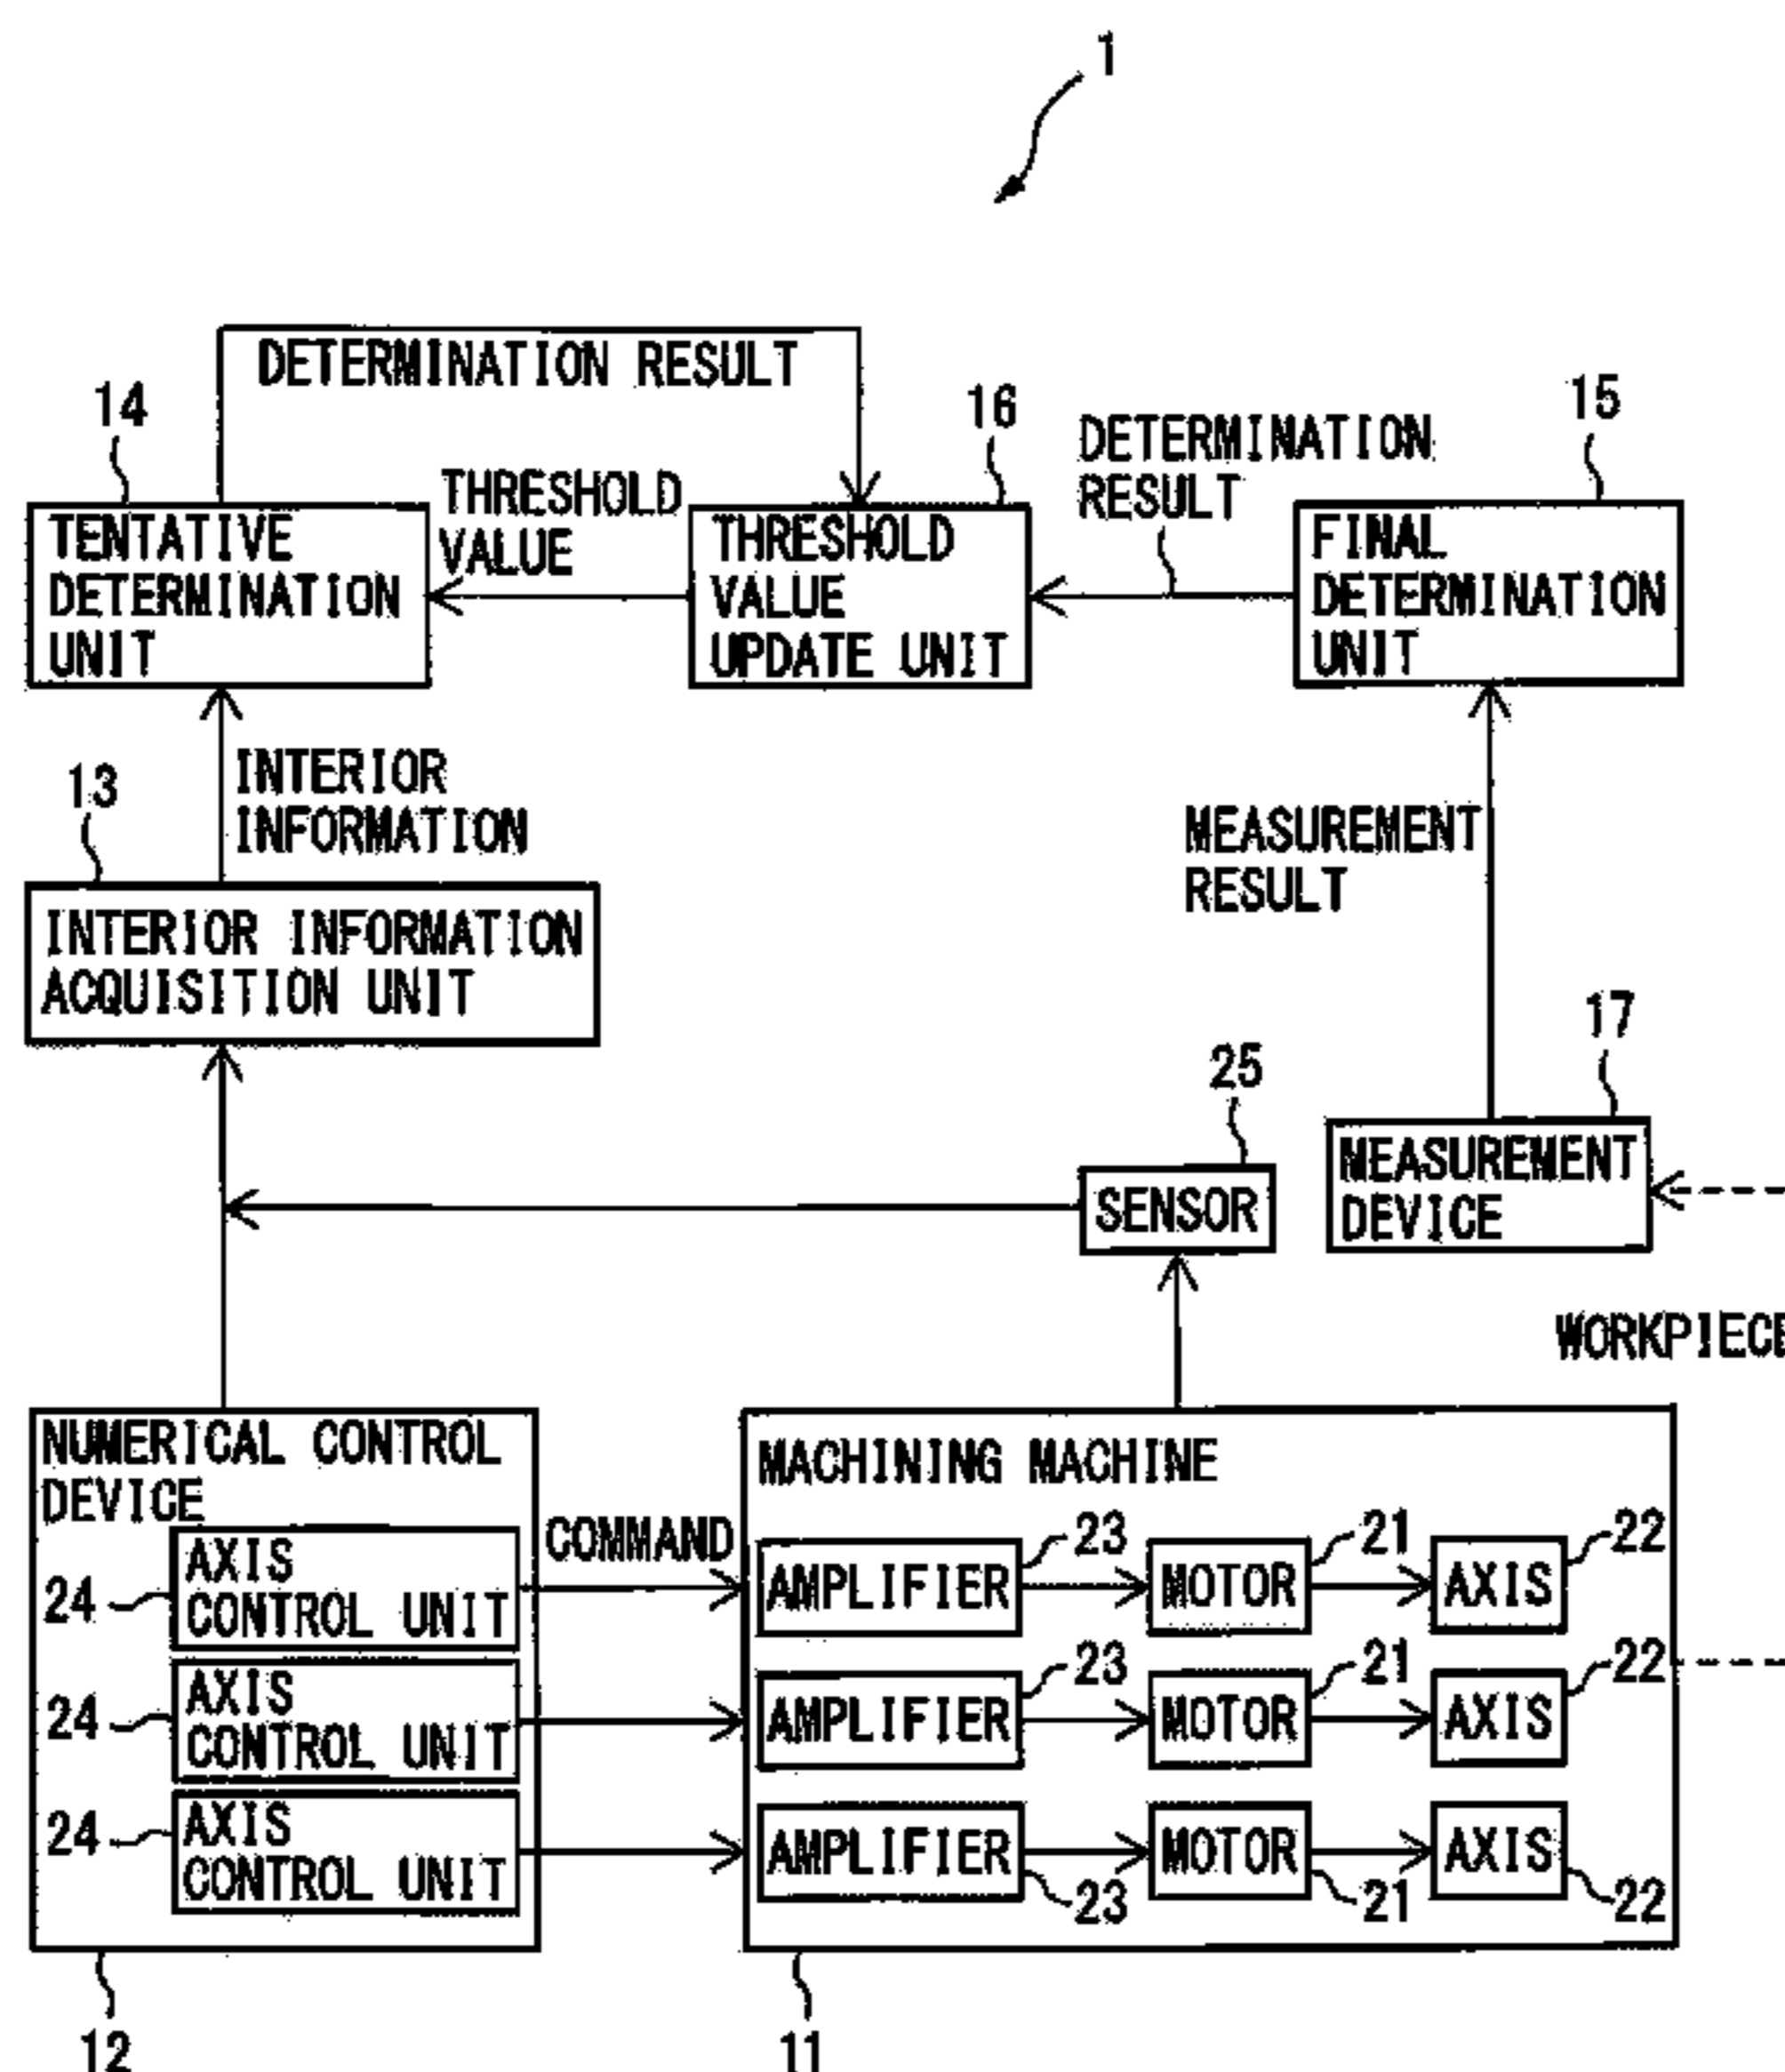 1
DETERMINATION RESULT
14
16
15
THRESHOLD
VALUE
DETERMINATION
RESULT
TENTATIVE
DETERMINATION
UNIT
THRESHOLD
VALUE
UPDATE UNIT
FINAL
DETERMINATION
UNIT
INTERIOR
INFORMATION
13
MEASUREMENT
RESULT
INTERIOR INFORMATION
ACQUISITION UNIT
17
25
SENSOR
MEASUREMENT
DEVICE
WORKPIECE
NUMERICAL CONTROL
DEVICE
MACHINING MACHINE
COMMAND
24
AXIS
CONTROL UNIT
AMPLIFIER
23
MOTOR
21
AXIS
22
24
AXIS
CONTROL UNIT
AMPLIFIER
23
MOTOR
21
AXIS
22
24
AXIS
CONTROL UNIT
AMPLIFIER
23
MOTOR
21
AXIS
22
12
11